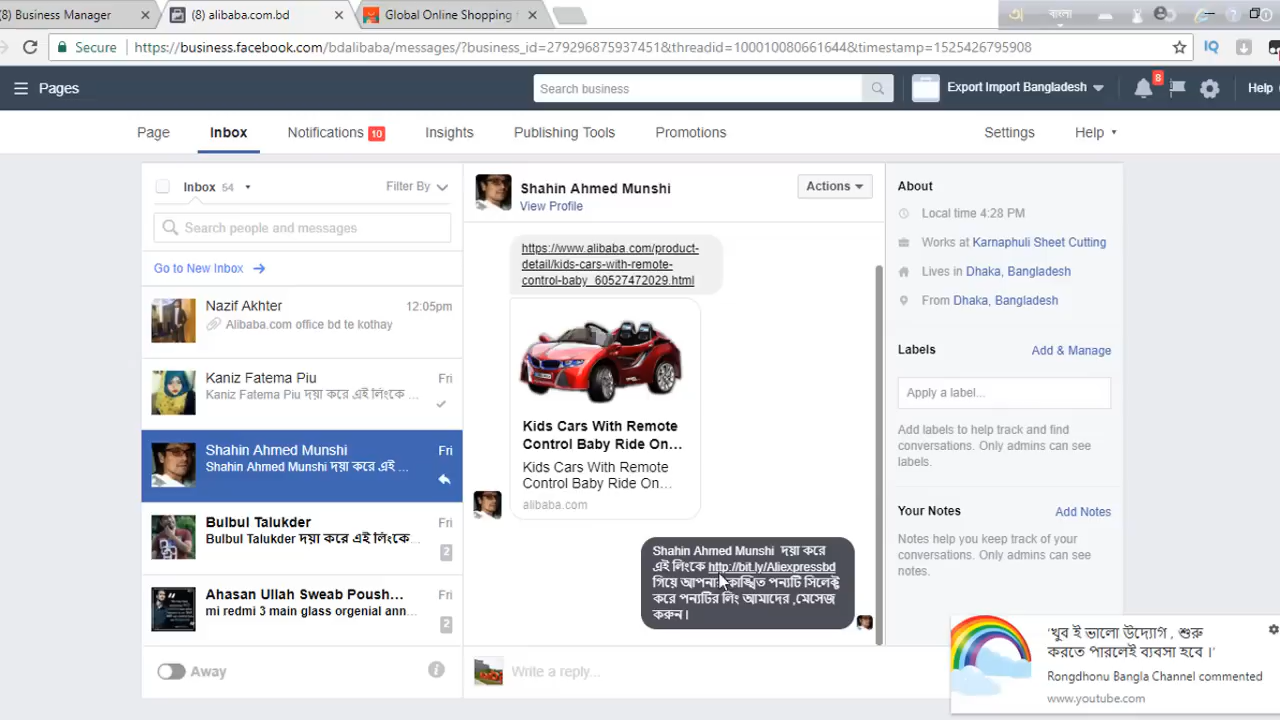 (8) Business Manager
(8) alibaba.com.bd
Global Online Shopping f
বাংলা
Secure
https://business.facebook.com/bdalibaba/messages/?business_id=279296875937451&threadid=100010080661644&timestamp=1525426795908
IQ
Pages
Search business
Export Import Bangladesh
8
Help
Page
Inbox
Notifications 10
Insights
Publishing Tools
Promotions
Settings
Help
Inbox 54
Filter By
Search people and messages
Go to New Inbox
Nazif Akhter
12:05pm
Alibaba.com office bd te kothay
Kaniz Fatema Piu
Fri
Kaniz Fatema Piu দয়া করে এই লিংকে ...
Shahin Ahmed Munshi
Fri
Shahin Ahmed Munshi দয়া করে এই ...
Bulbul Talukder
Fri
Bulbul Talukder দয়া করে এই লিংকে...
2
Ahasan Ullah Sweab Poush...
Fri
mi redmi 3 main glass orgenial ann...
2
Away
Shahin Ahmed Munshi
View Profile
Actions
https://www.alibaba.com/product-
detail/kids-cars-with-remote-
control-baby_60527472029.html
Kids Cars With Remote
Control Baby Ride On...
Kids Cars With Remote
Control Baby Ride On...
alibaba.com
Shahin Ahmed Munshi দয়া করে
এই লিংকে http://bit.ly/Aliexpressbd
গিয়ে আপনার কাঙ্খিত পন্যটি সিলেক্ট
করে পন্যটির লিং আমাদের ,মেসেজ
করুন।
Write a reply...
About
Local time 4:28 PM
Works at Karnaphuli Sheet Cutting
Lives in Dhaka, Bangladesh
From Dhaka, Bangladesh
Labels
Add & Manage
Apply a label...
Add labels to help track and find
conversations. Only admins can see
labels.
Your Notes
Add Notes
Notes help you keep track of your
conversations. Only admins can see
notes.
'খুব ই ভালো উদ্যোগ , শুরু
করতে পারলেই ব্যবসা হবে ।'
Rongdhonu Bangla Channel commented
www.youtube.com